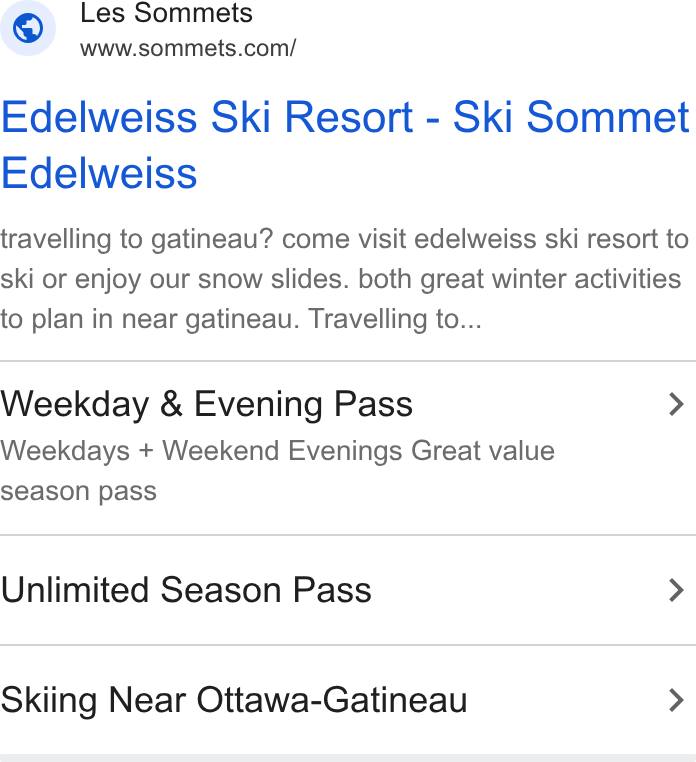 Les Sommets
www.sommets.com/
Edelweiss Ski Resort - Ski Sommet
Edelweiss
travelling to gatineau? come visit edelweiss ski resort to
ski or enjoy our snow slides. both great winter activities
to plan in near gatineau. Travelling to...
Weekday & Evening Pass
Weekdays + Weekend Evenings Great value
season pass
Unlimited Season Pass
Skiing Near Ottawa-Gatineau